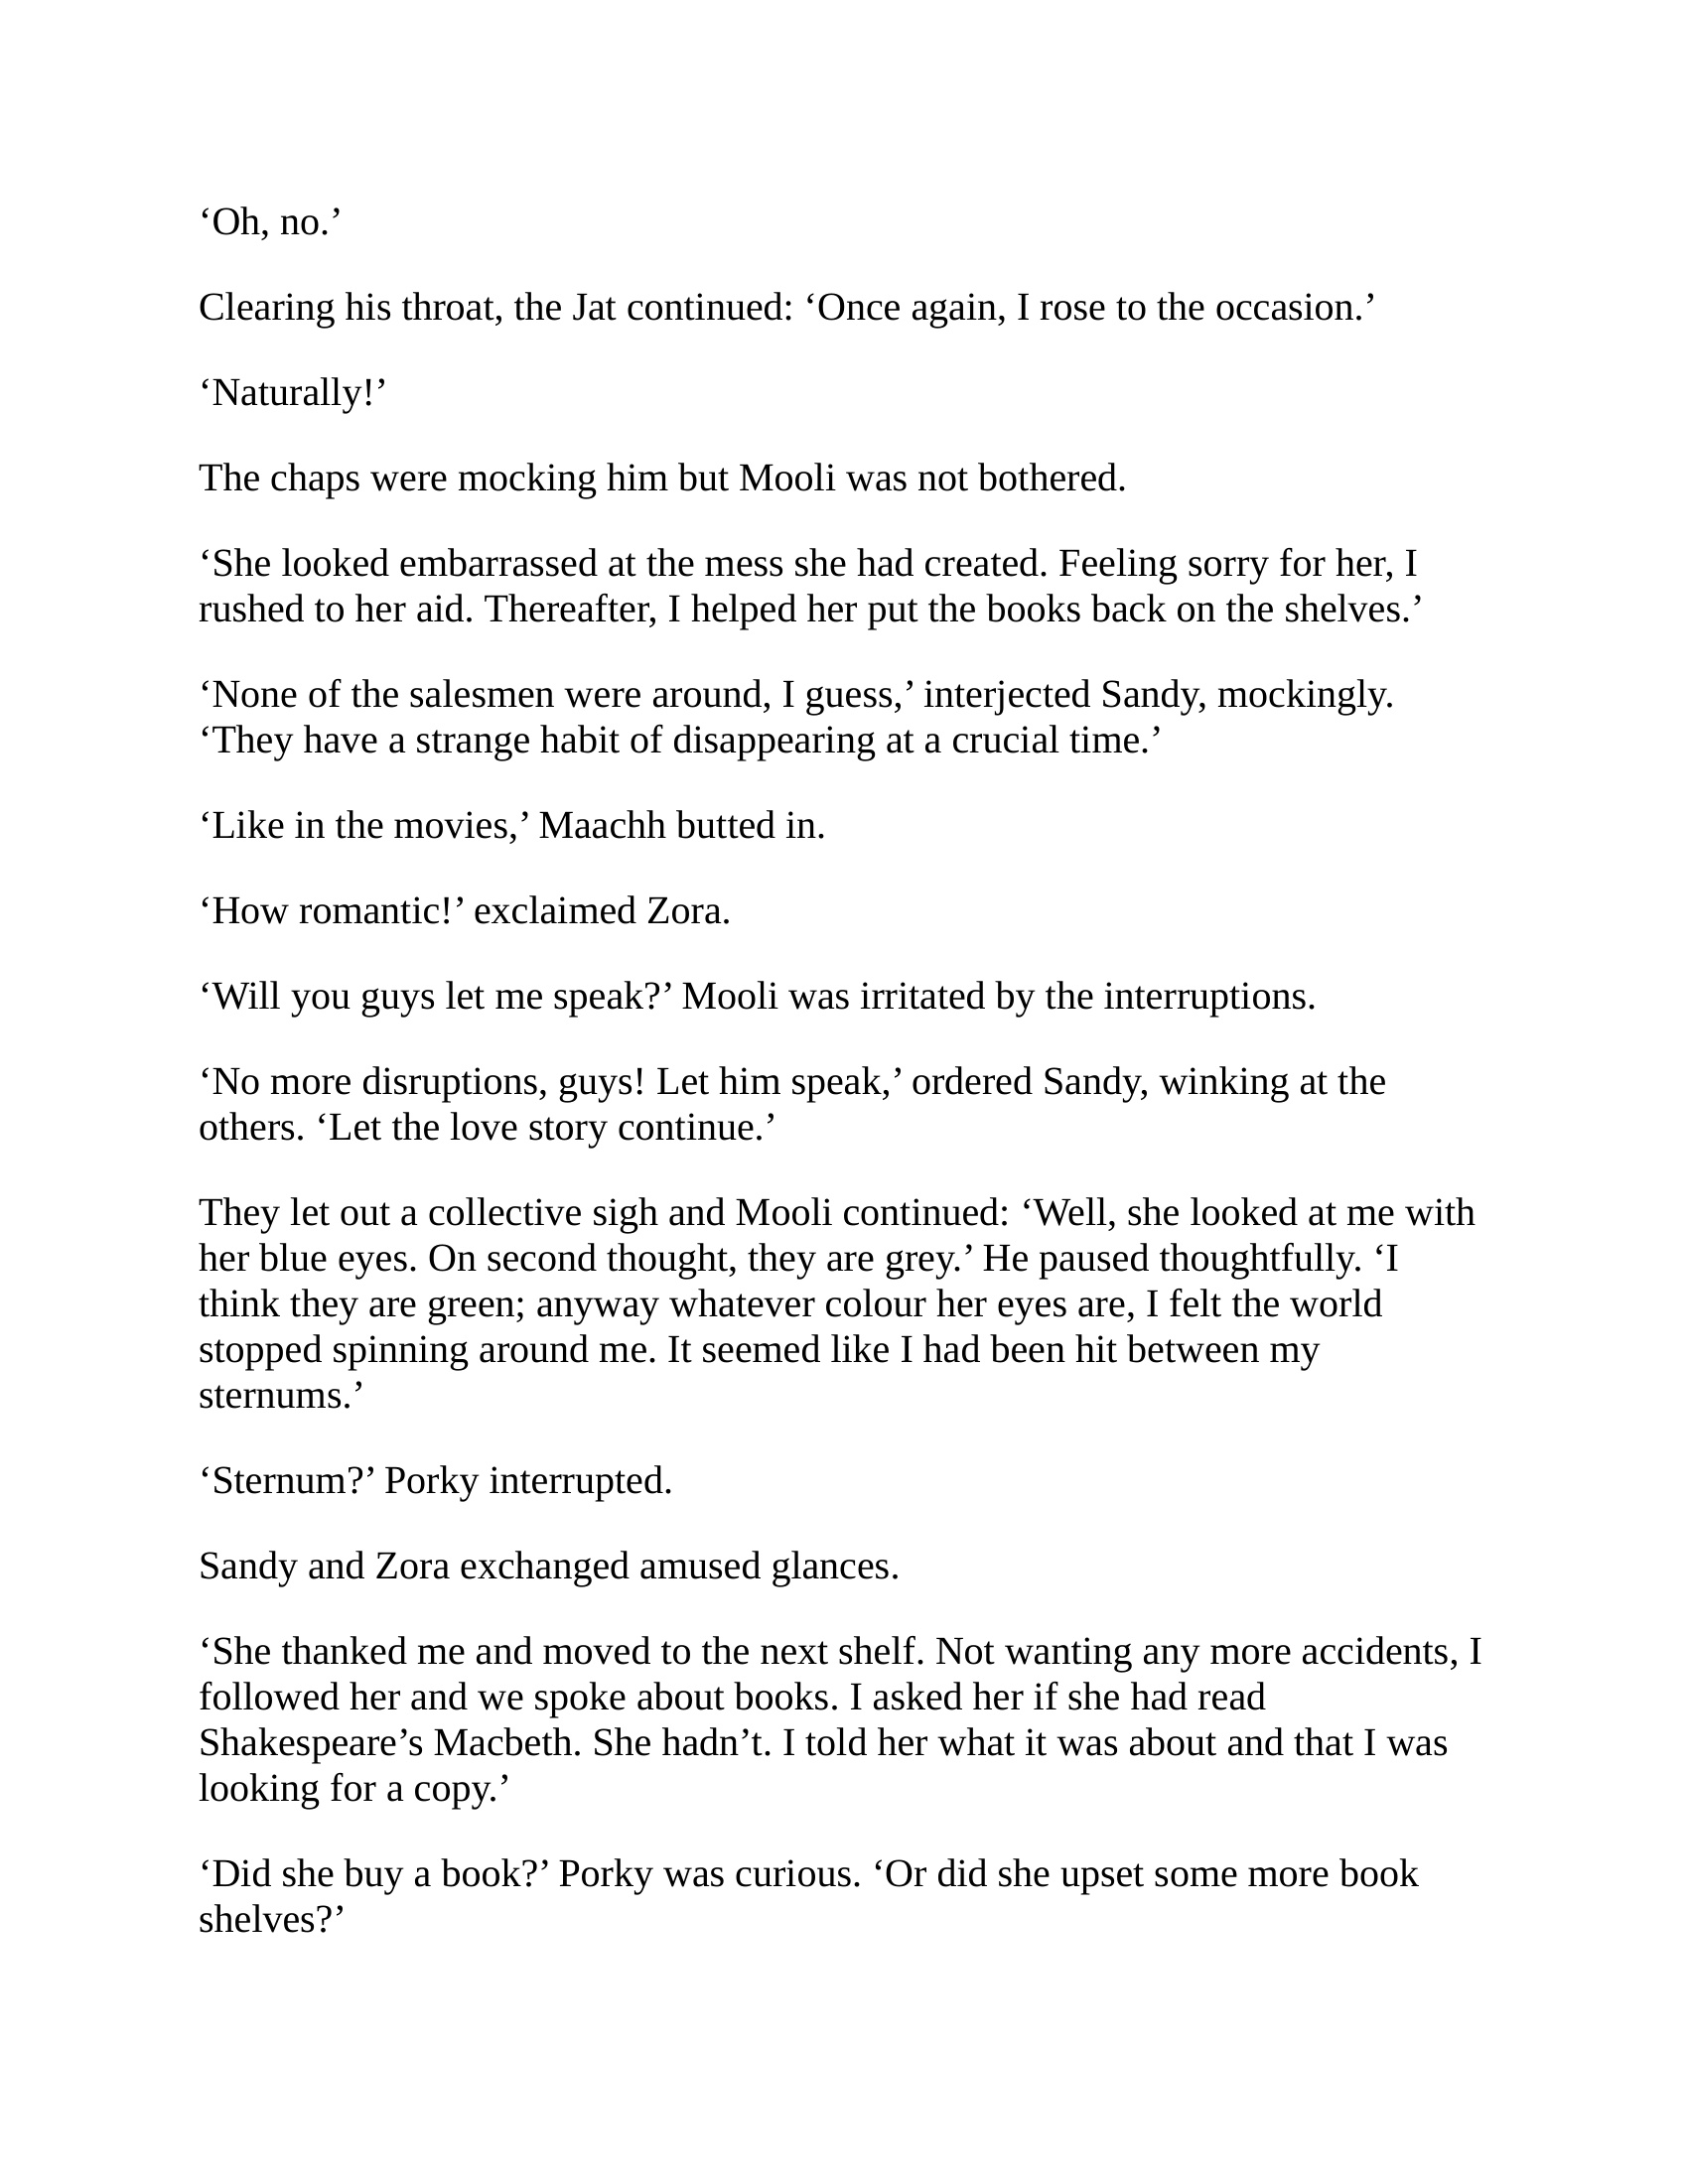 ‘Oh, no.’
Clearing his throat, the Jat continued: ‘Once again, I rose to the occasion.’
‘Naturally!’
The chaps were mocking him but Mooli was not bothered.
‘She looked embarrassed at the mess she had created. Feeling sorry for her, I
rushed to her aid. Thereafter, I helped her put the books back on the shelves.’
‘None of the salesmen were around, I guess,’ interjected Sandy, mockingly.
‘They have a strange habit of disappearing at a crucial time.’
‘Like in the movies,’ Maachh butted in.
‘How romantic!’ exclaimed Zora.
‘Will you guys let me speak?’ Mooli was irritated by the interruptions.
‘No more disruptions, guys! Let him speak,’ ordered Sandy, winking at the
others. ‘Let the love story continue.’
They let out a collective sigh and Mooli continued: ‘Well, she looked at me with
her blue eyes. On second thought, they are grey.’ He paused thoughtfully. ‘I
think they are green; anyway whatever colour her eyes are, I felt the world
stopped spinning around me. It seemed like I had been hit between my
sternums.’
‘Sternum?’ Porky interrupted.
Sandy and Zora exchanged amused glances.
‘She thanked me and moved to the next shelf. Not wanting any more accidents, I
followed her and we spoke about books. I asked her if she had read
Shakespeare’s Macbeth. She hadn’t. I told her what it was about and that I was
looking for a copy.’
‘Did she buy a book?’ Porky was curious. ‘Or did she upset some more book
shelves?’